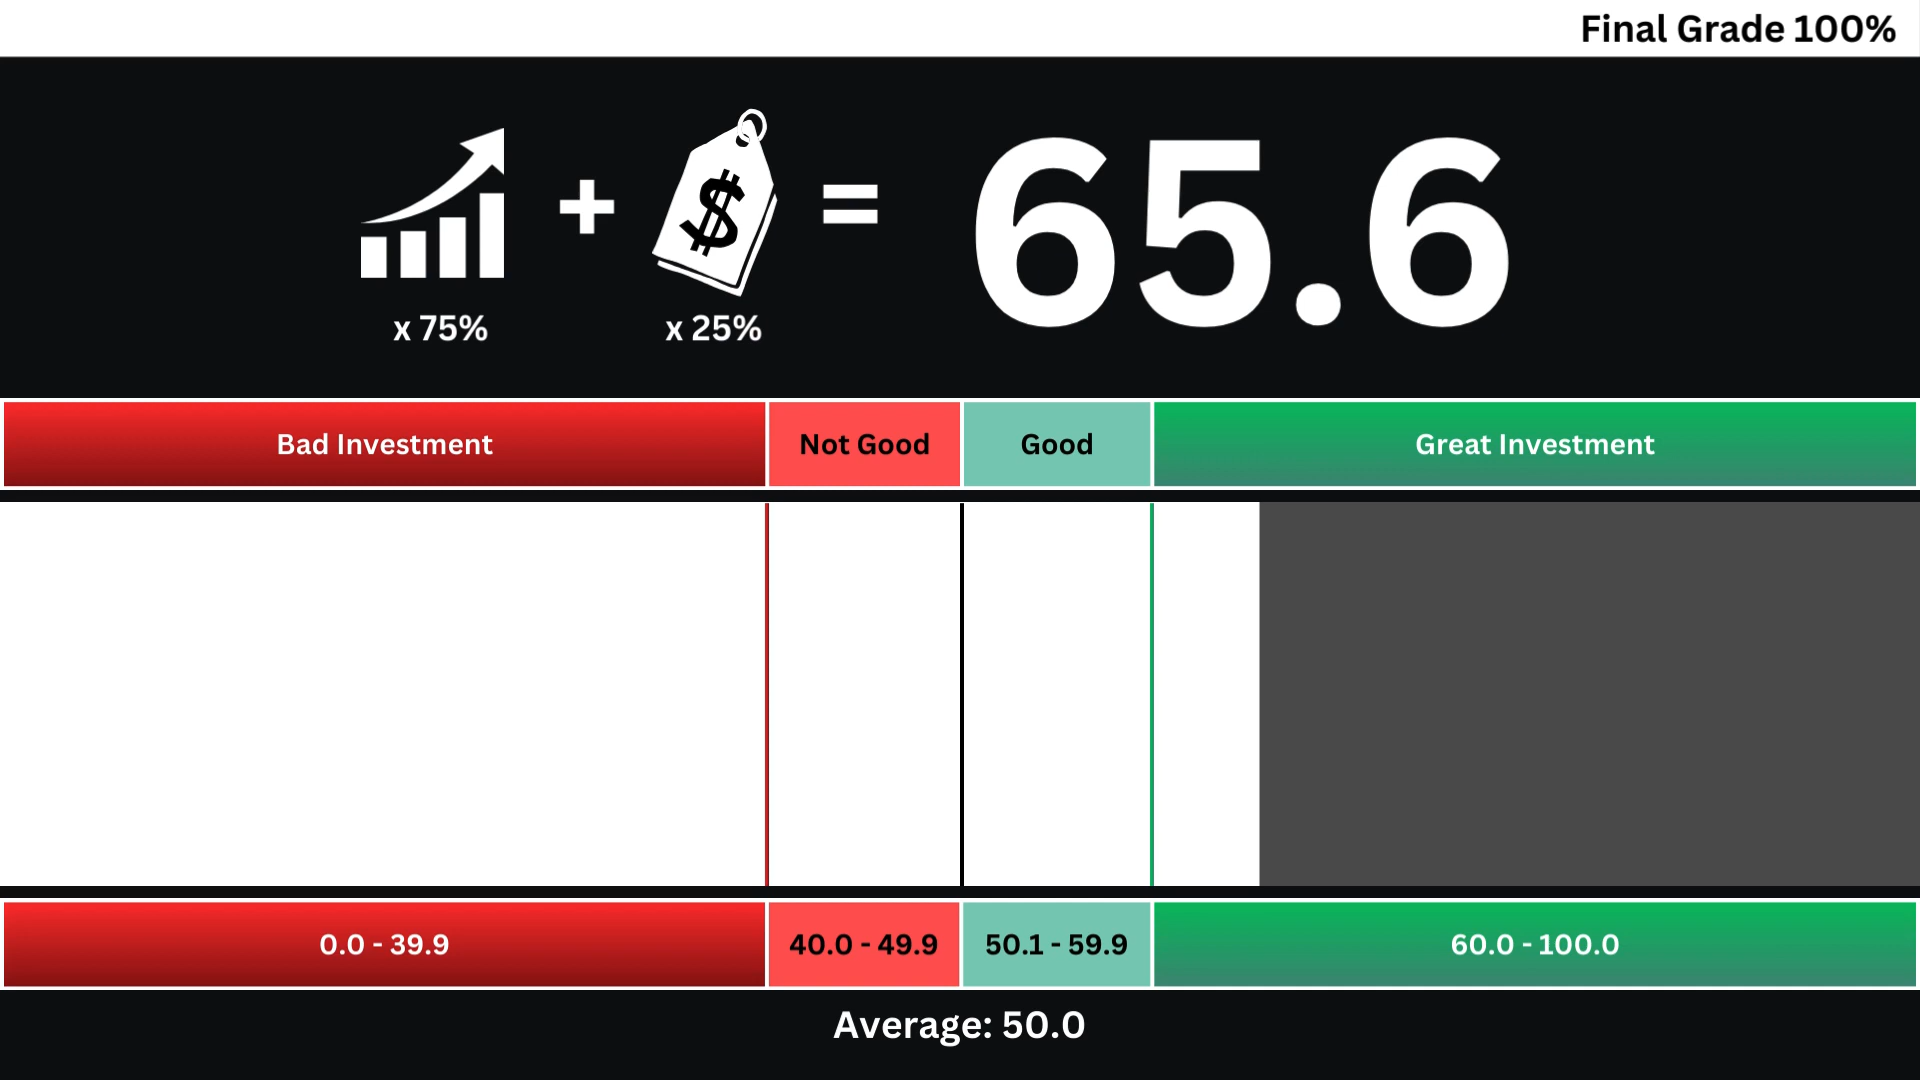 Final Grade 100%
+ $ = 65.6
x 75% x 25%
Bad Investment Not Good Good Great Investment
0.0 - 39.9 40.0 - 49.9 50.1 - 59.9 60.0 - 100.0
Average: 50.0